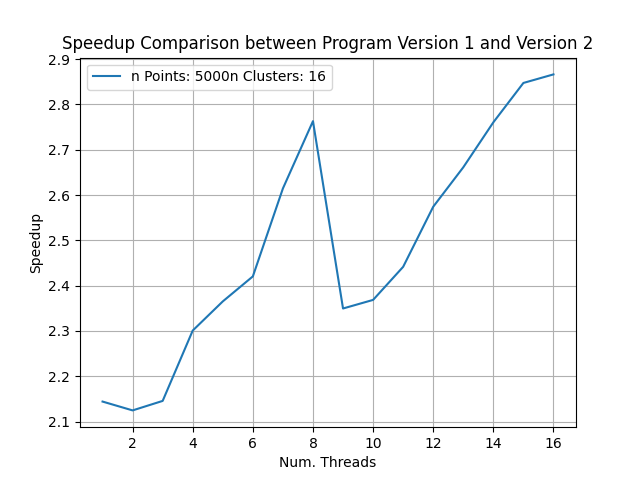 Speedup Comparison between Program Version 1 and Version 2
n Points: 5000n Clusters: 16
2.9
2.8
2.7
2.6
2.5
2.4
2.3
2.2
2.1
Speedup
2 4 6 8 10 12 14 16
Num. Threads